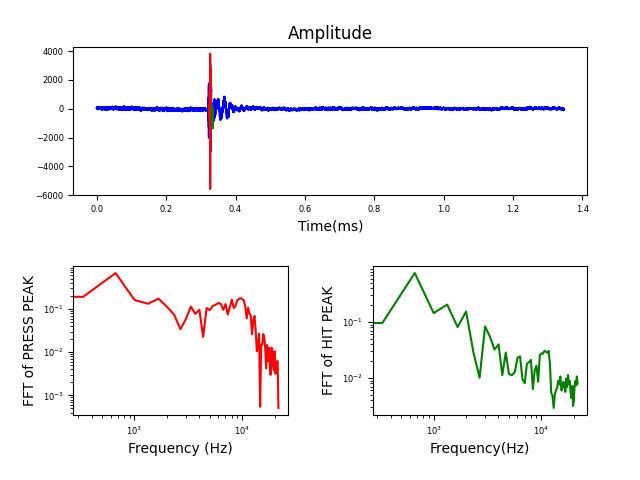 Amplitude
4000
2000
0
−2000
−4000
−6000
0.0 0.2 0.4 0.6 0.8 1.0 1.2 1.4
Time(ms)
FFT of PRESS PEAK
10⁻¹
10⁻²
10⁻³
10³ 10⁴
Frequency (Hz)
FFT of HIT PEAK
10⁻¹
10⁻²
10³ 10⁴
Frequency(Hz)